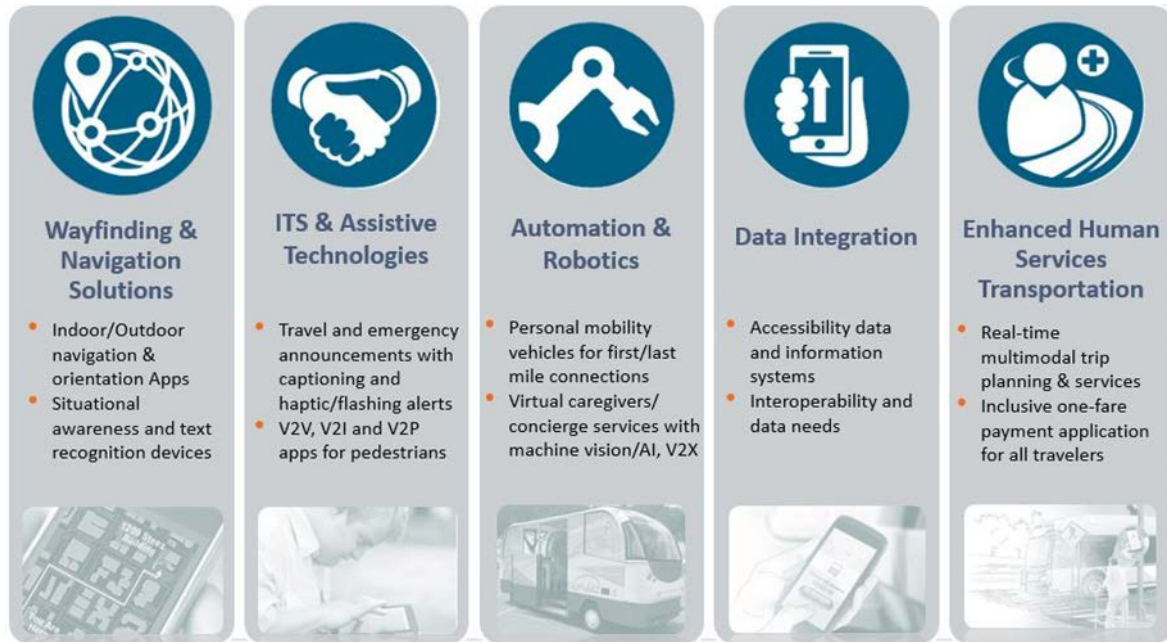 Wayfinding &
Navigation
Solutions
• Indoor/Outdoor
navigation &
orientation Apps
• Situational
awareness and text
recognition devices
You Are
ITS & Assistive
Technologies
• Travel and emergency
announcements with
captioning and
haptic/flashing alerts
• V2V, V2I and V2P
apps for pedestrians
Automation &
Robotics
• Personal mobility
vehicles for first/last
mile connections
• Virtual caregivers/
concierge services with
machine vision/AI, V2X
Data Integration
• Accessibility data
and information
systems
• Interoperability and
data needs
Enhanced Human
Services
Transportation
• Real-time
multimodal trip
planning & services
• Inclusive one-fare
payment application
for all travelers